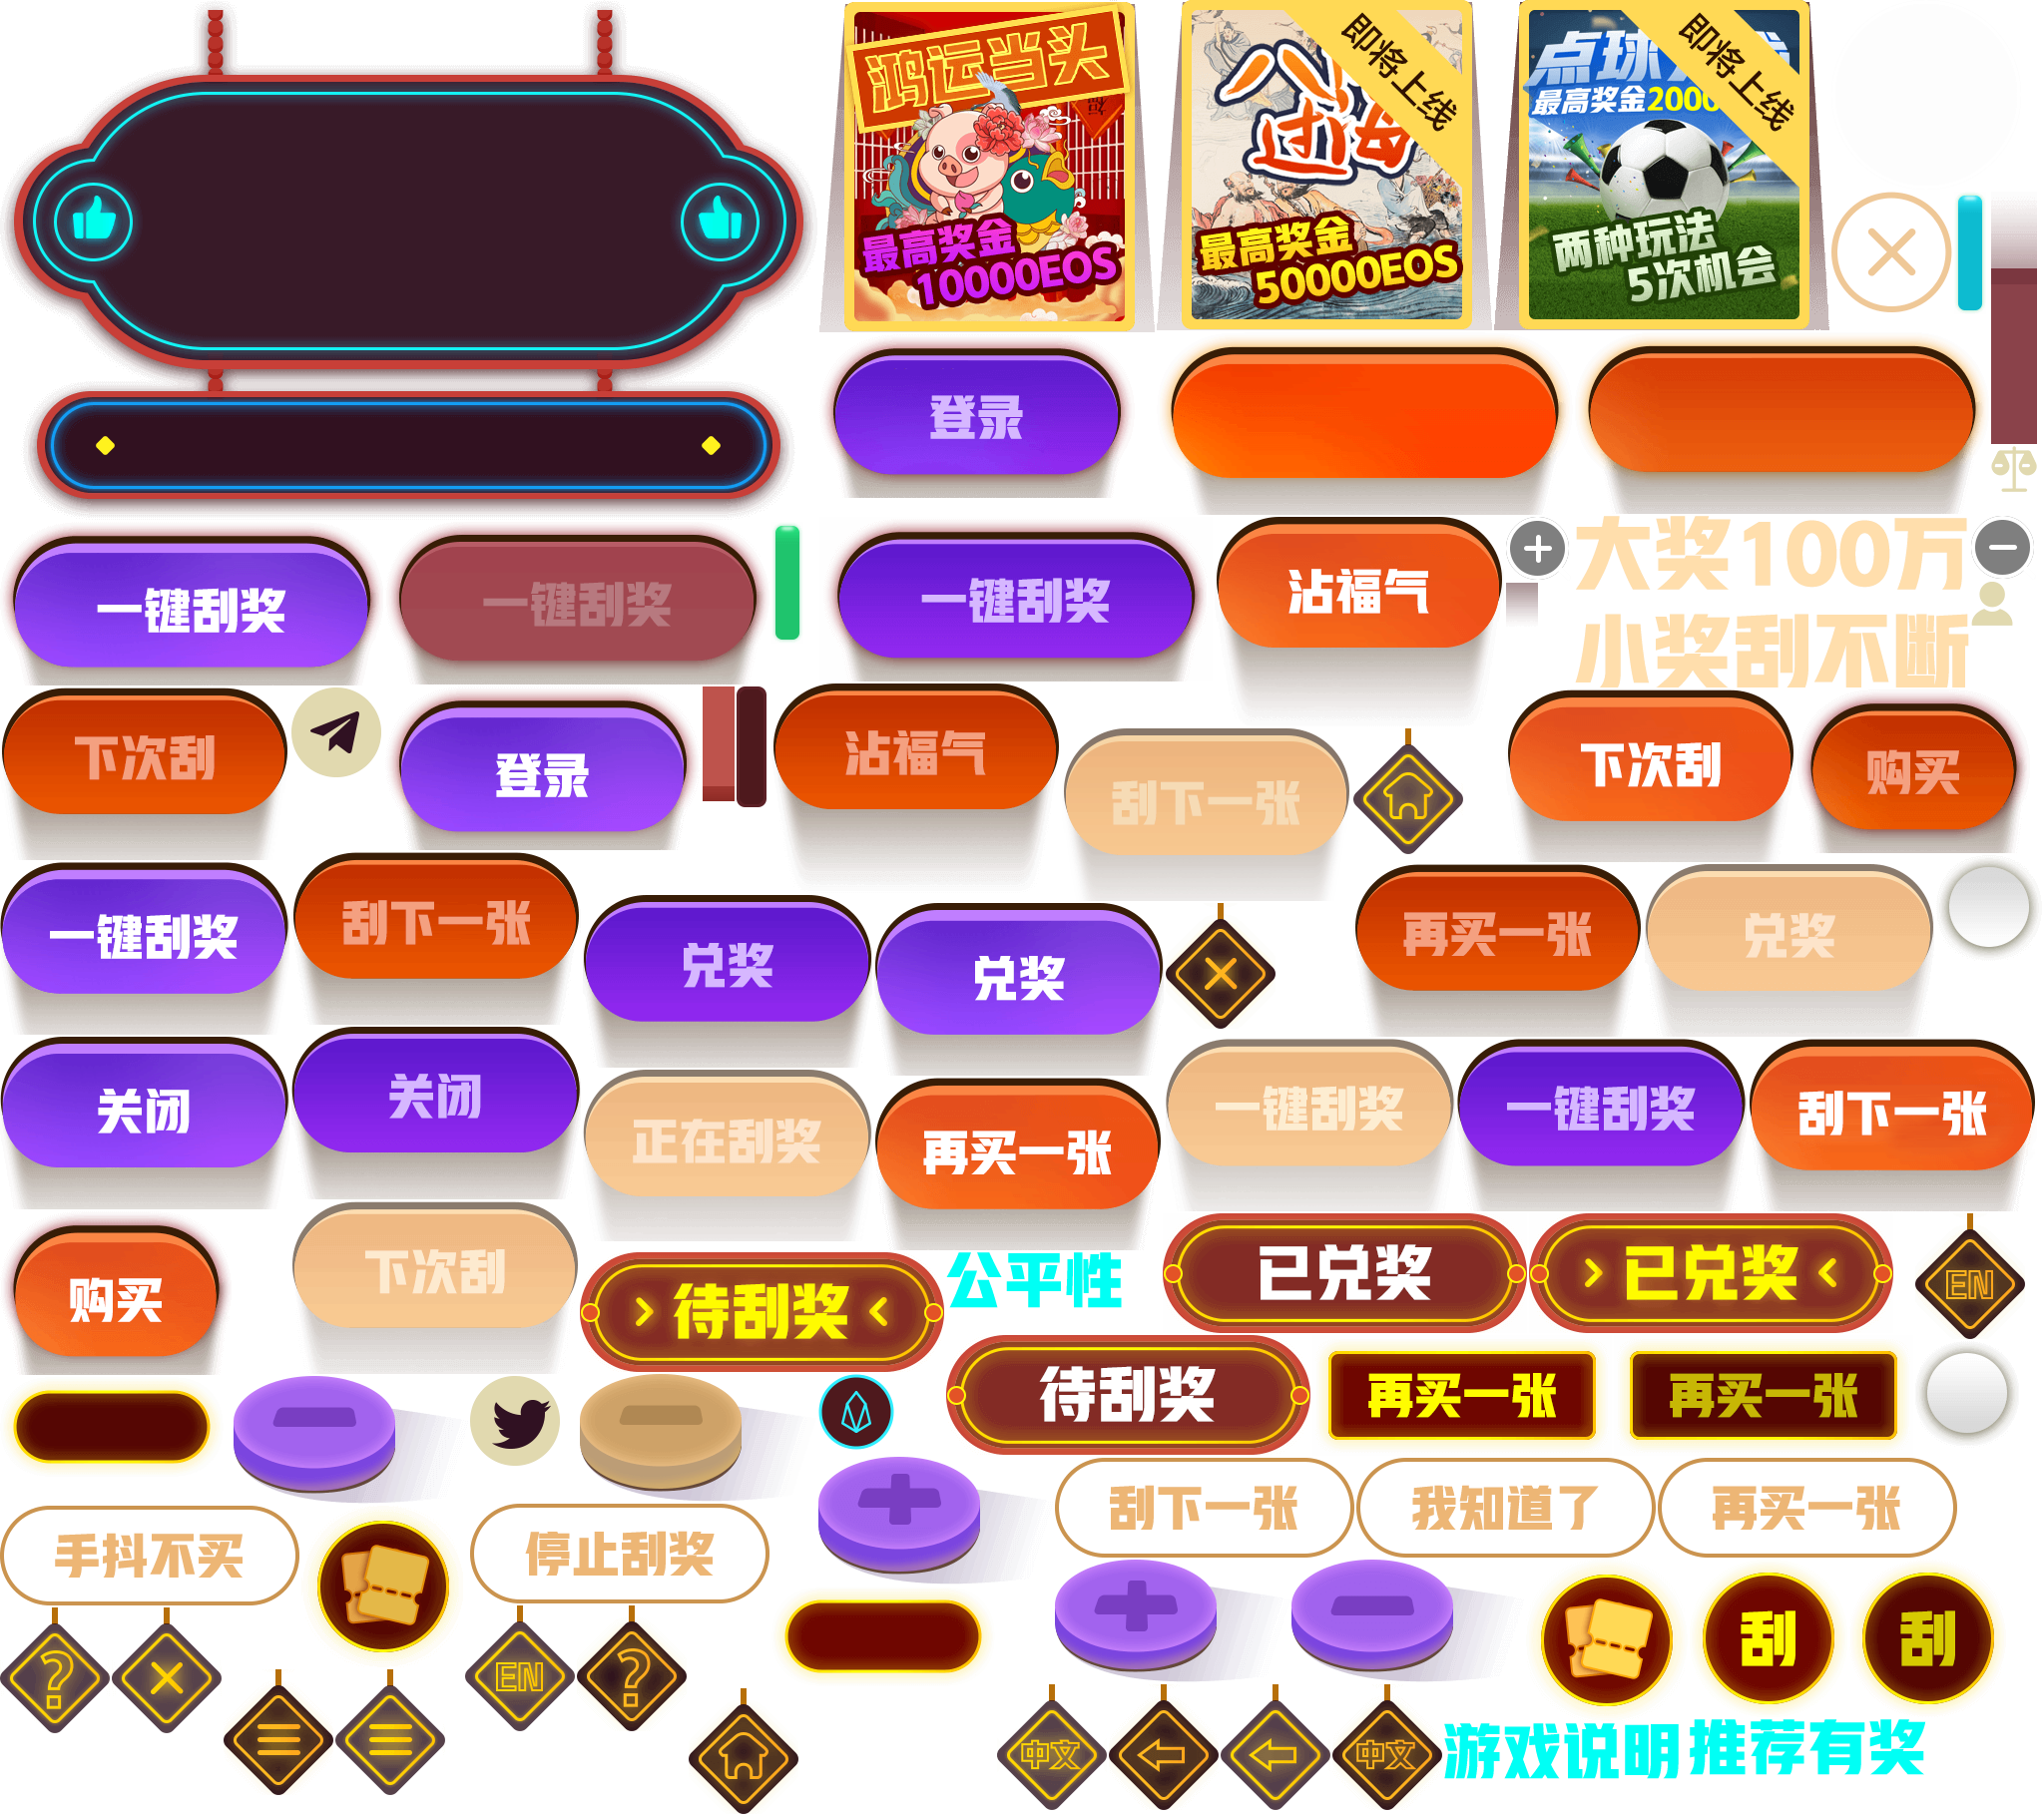 鸿运当头
最高奖金
10000EOS
即将上线
过海
最高奖金
50000EOS
即将上线
点球
最高奖金2000
两种玩法
5次机会
登录
一键刮奖
一键刮奖
一键刮奖
沾福气
大奖100万
小奖刮不断
下次刮
登录
沾福气
刮下一张
下次刮
购买
一键刮奖
刮下一张
兑奖
兑奖
再买一张
兑奖
关闭
关闭
正在刮奖
再买一张
一键刮奖
一键刮奖
刮下一张
购买
下次刮
待刮奖
公平性
已兑奖
已兑奖
EN
待刮奖
再买一张
再买一张
手抖不买
停止刮奖
刮下一张
我知道了
再买一张
?
EN
?
刮
刮
中文
中文
游戏说明
推荐有奖